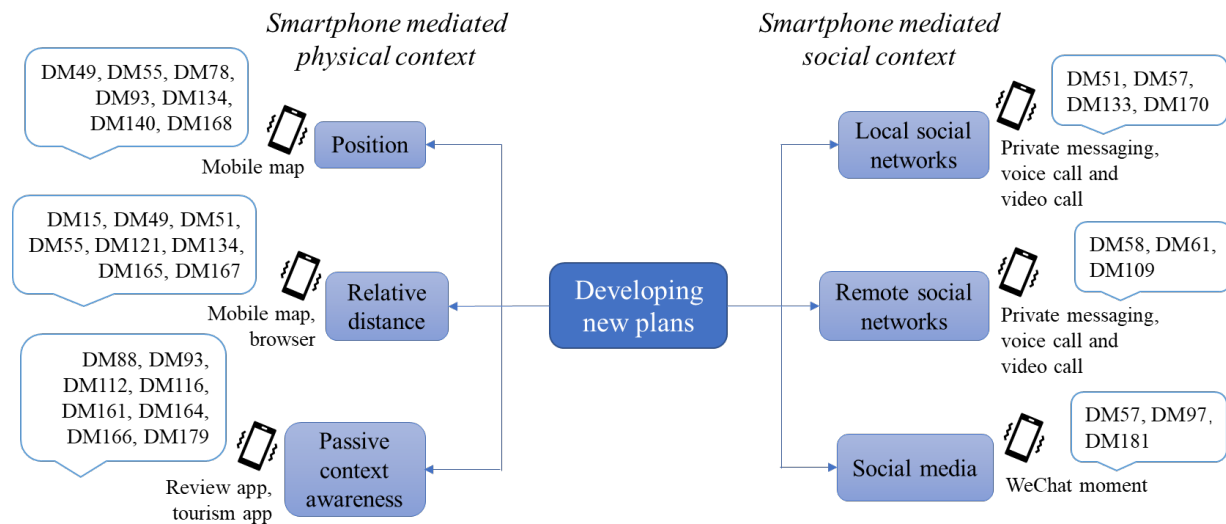 Smartphone mediated
physical context
DM49, DM55, DM78,
DM93, DM134,
DM140, DM168
Mobile map
Position
DM15, DM49, DM51,
DM55, DM121, DM134,
DM165, DM167
Mobile map,
browser
Relative
distance
DM88, DM93,
DM112, DM116,
DM161, DM164,
DM166, DM179
Review app,
tourism app
Passive
context
awareness
Developing
new plans
Smartphone mediated
social context
Local social
networks
DM51, DM57,
DM133, DM170
Private messaging,
voice call and
video call
Remote social
networks
DM58, DM61,
DM109
Private messaging,
voice call and
video call
Social media
DM57, DM97,
DM181
WeChat moment